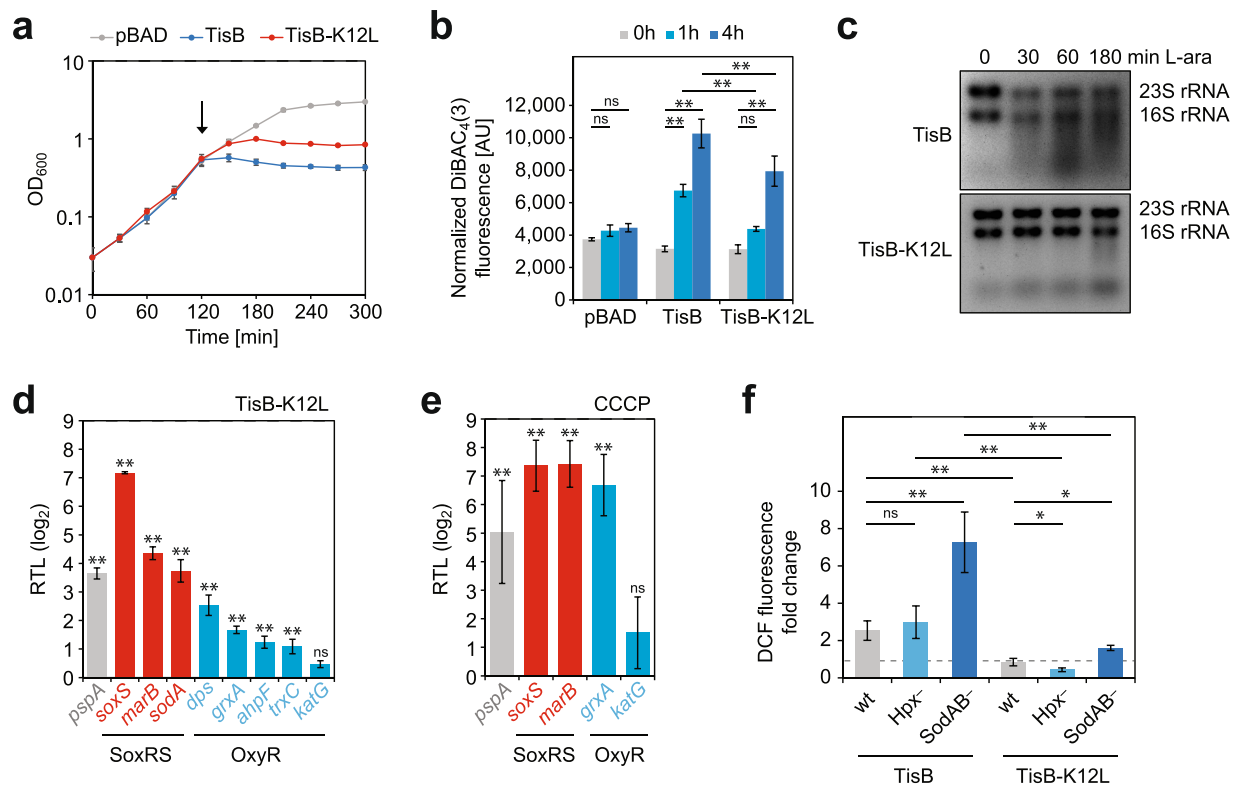 a
pBAD TisB TisB-K12L
10
1
0.1
0.01
OD600
0 60 120 180 240 300
Time [min]
b
0h 1h 4h
**
** **
ns ** **
ns ** ns
12,000
10,000
8,000
6,000
4,000
2,000
0
Normalized DiBAC4(3)
fluorescence [AU]
pBAD TisB TisB-K12L
c
0 30 60 180 min L-ara
23S rRNA
16S rRNA
TisB
23S rRNA
16S rRNA
TisB-K12L
d
TisB-K12L
9
8
7
6
5
4
3
2
1
0
RTL (log2)
** ** ** ** ** ** ** ** ns
pspA soxS marB sodA dps grxA ahpF trxC katG
SoxRS OxyR
e
CCCP
9
8
7
6
5
4
3
2
1
0
RTL (log2)
** ** ** ** ns
pspA soxS marB grxA katG
SoxRS OxyR
f
**
**
**
** *
ns *
10
8
6
4
2
0
DCF fluorescence
fold change
wt Hpx– SodAB– wt Hpx– SodAB–
TisB TisB-K12L